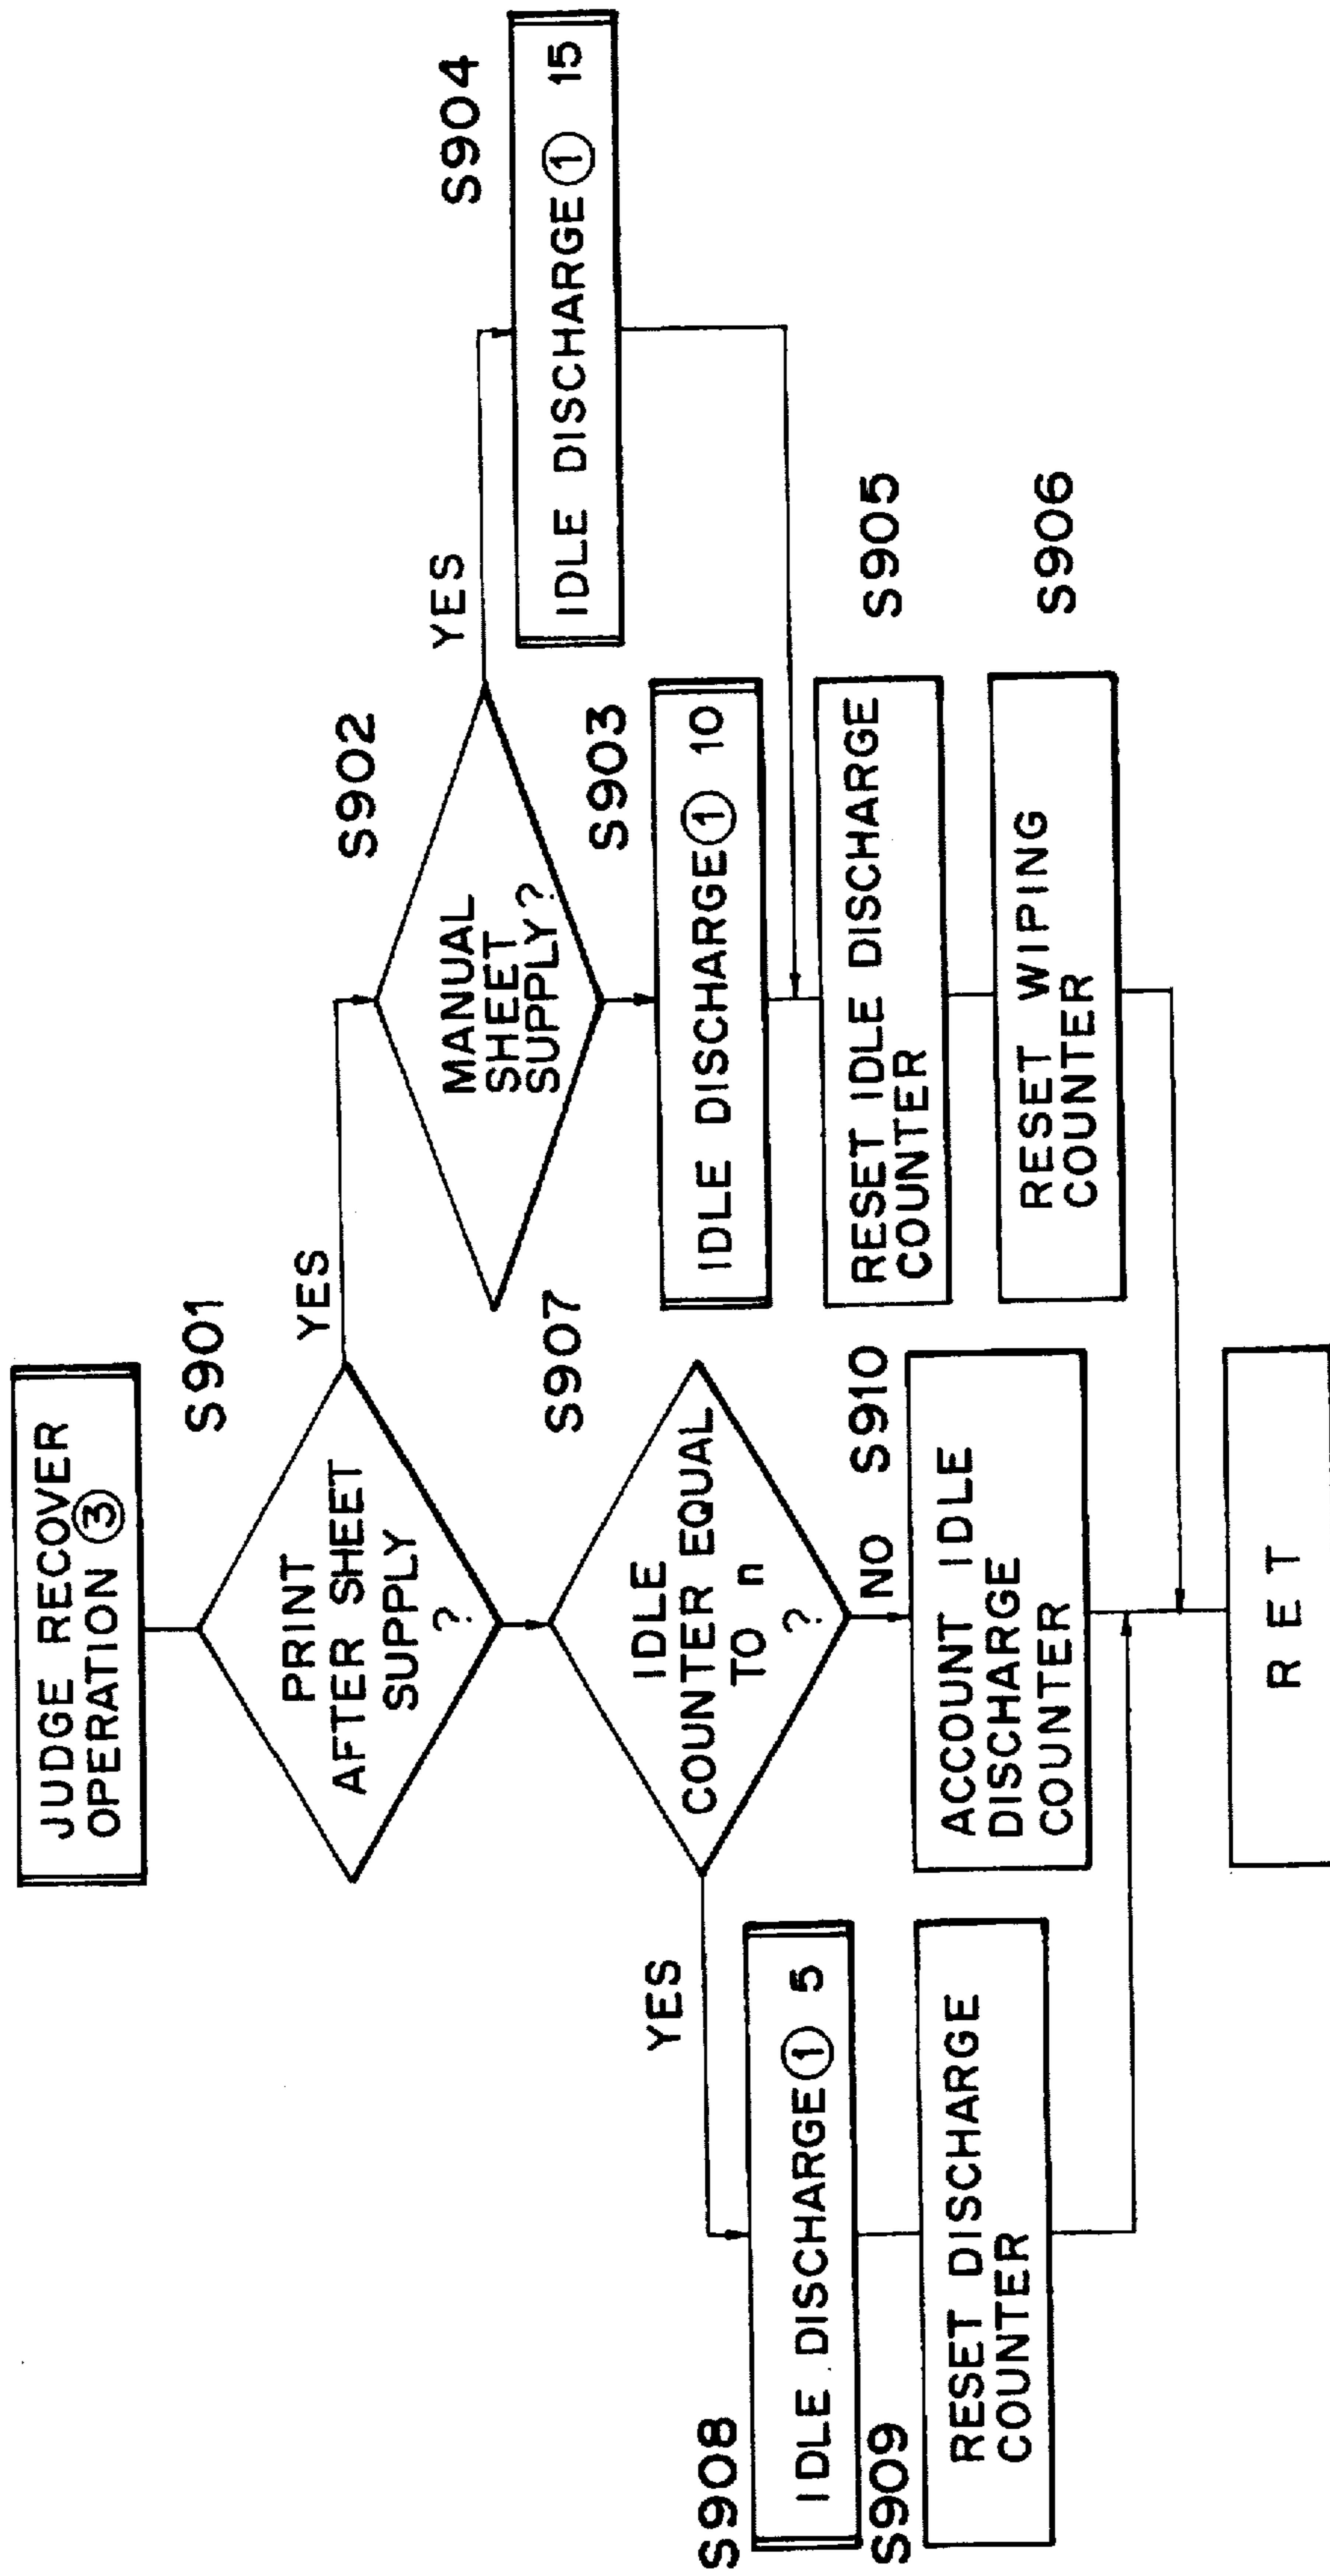 JUDGE RECOVER
OPERATION ③
S901
PRINT
AFTER SHEET
SUPPLY
?
YES
S902
MANUAL
SHEET
SUPPLY?
YES
S904
IDLE DISCHARGE ① 15
S903
IDLE DISCHARGE ① 10
S905
RESET IDLE DISCHARGE
COUNTER
S906
RESET WIPING
COUNTER
S907
IDLE
COUNTER EQUAL
TO n
?
YES
S908
IDLE DISCHARGE ① 5
S909
RESET DISCHARGE
COUNTER
NO
S910
ACCOUNT IDLE
DISCHARGE
COUNTER
RET